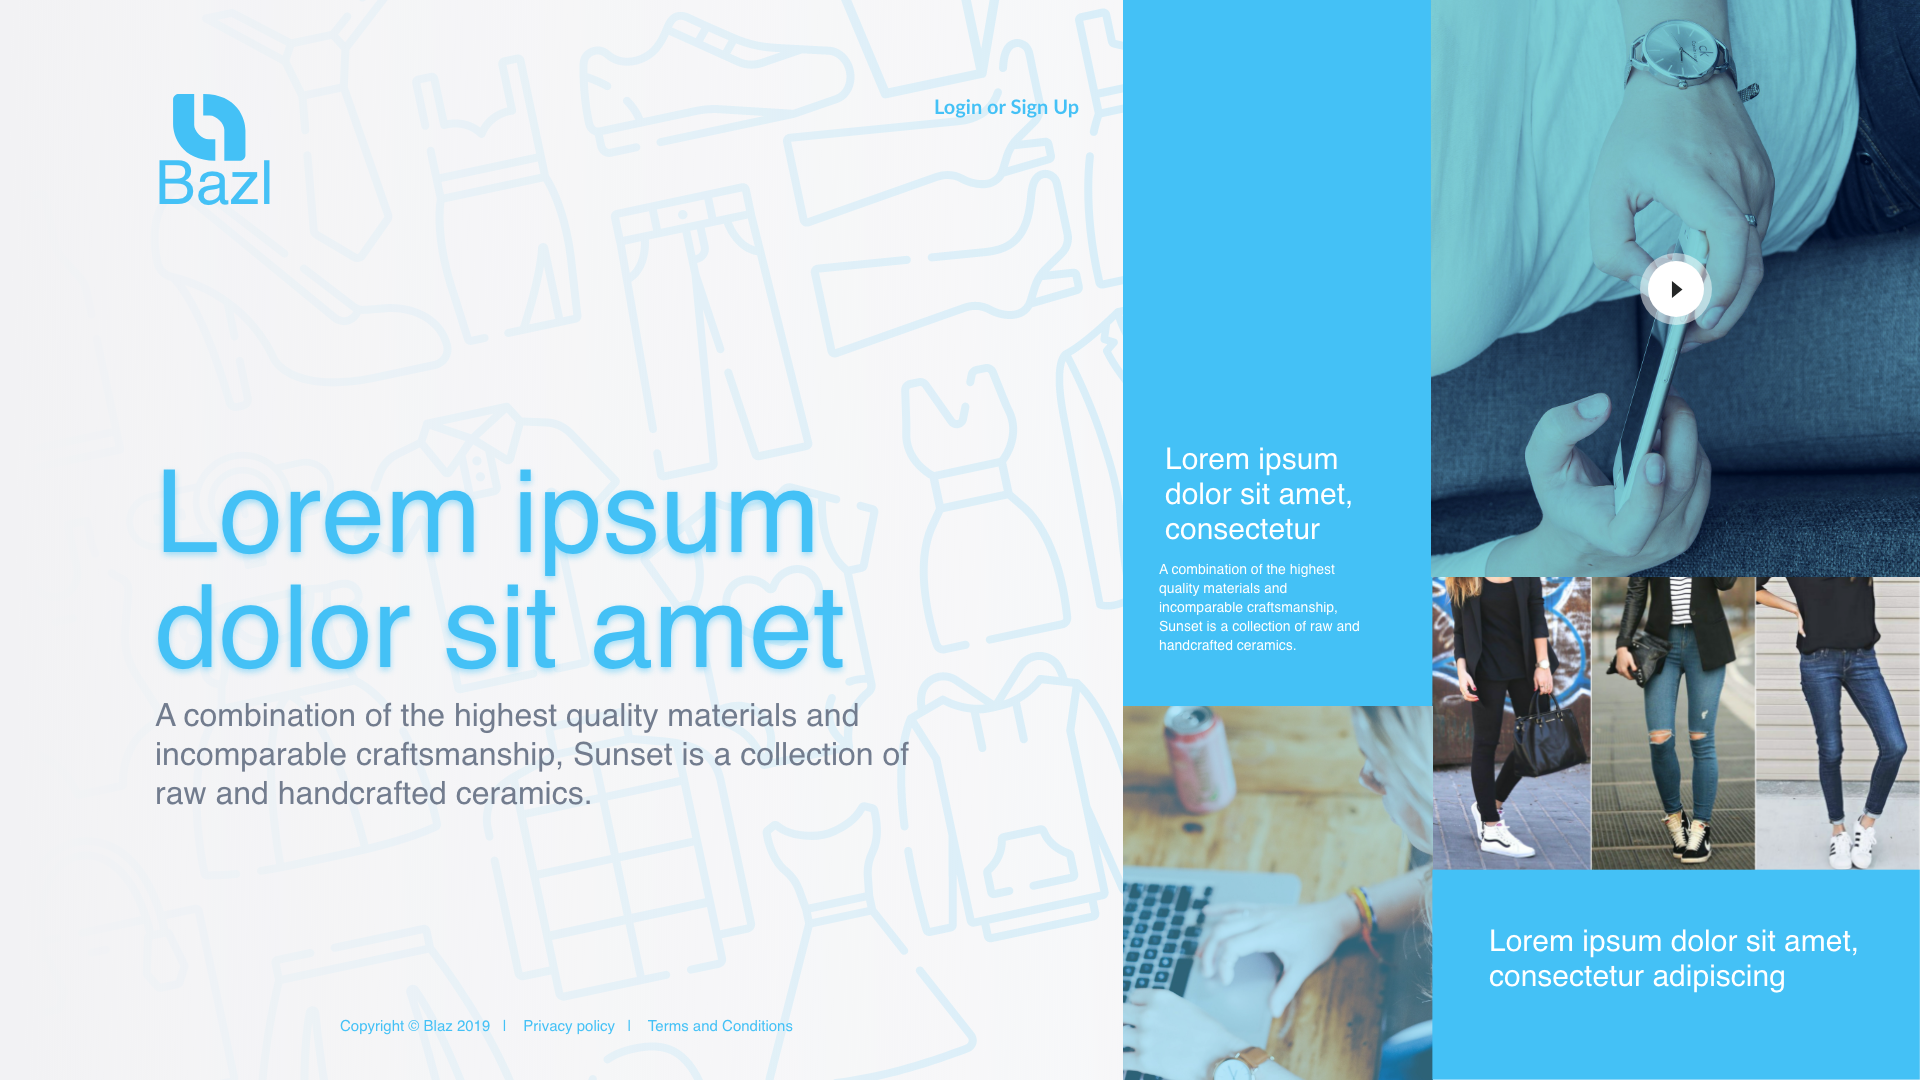 Bazl
Login or Sign Up
Lorem ipsum
dolor sit amet
A combination of the highest quality materials and
incomparable craftsmanship, Sunset is a collection of
raw and handcrafted ceramics.
Copyright © Blaz 2019 | Privacy policy | Terms and Conditions
Lorem ipsum
dolor sit amet,
consectetur
A combination of the highest
quality materials and
incomparable craftsmanship,
Sunset is a collection of raw and
handcrafted ceramics.
Lorem ipsum dolor sit amet,
consectetur adipiscing